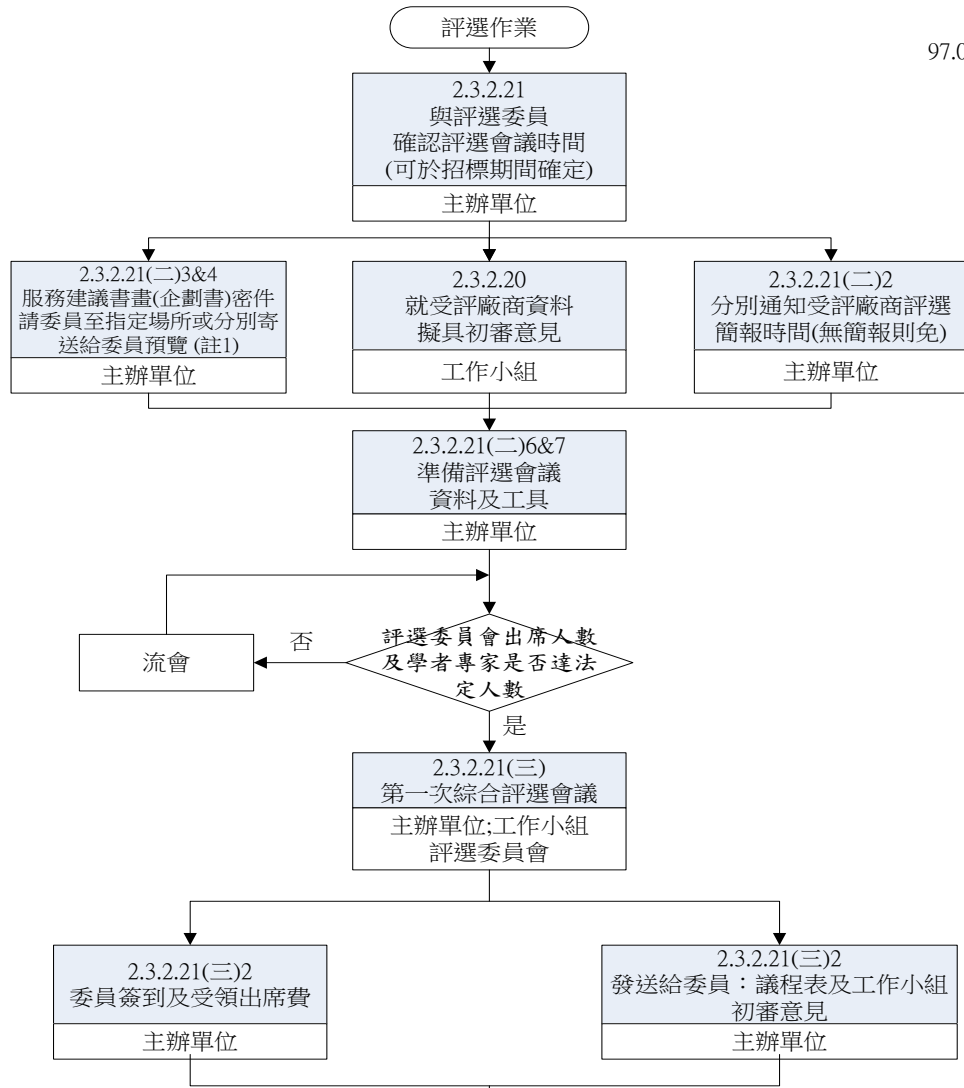 評選作業
97.0
2.3.2.21
與評選委員
確認評選會議時間
(可於招標期間確定)
主辦單位
2.3.2.21(二)3&4
服務建議書畫(企劃書)密件
請委員至指定場所或分別寄
送給委員預覽 (註1)
主辦單位
2.3.2.20
就受評廠商資料
擬具初審意見
工作小組
2.3.2.21(二)2
分別通知受評廠商評選
簡報時間(無簡報則免)
主辦單位
2.3.2.21(二)6&7
準備評選會議
資料及工具
主辦單位
評選委員會出席人數
及學者專家是否達法
定人數
否
流會
是
2.3.2.21(三)
第一次綜合評選會議
主辦單位;工作小組
評選委員會
2.3.2.21(三)2
委員簽到及受領出席費
主辦單位
2.3.2.21(三)2
發送給委員：議程表及工作小組
初審意見
主辦單位